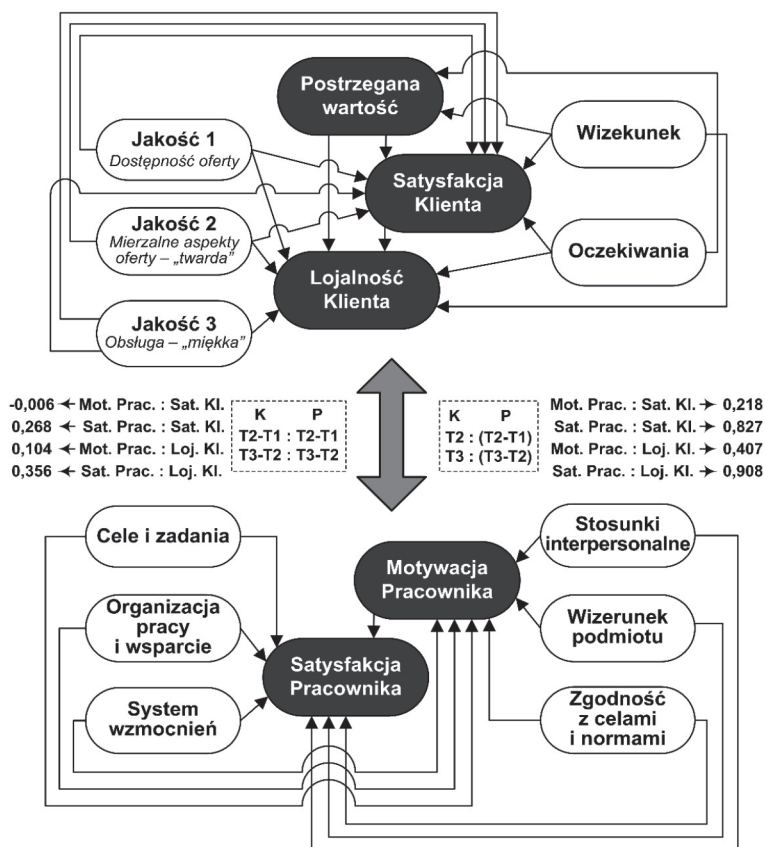 Postrzegana
wartość
Jakość 1
Dostępność oferty
Wizekunek
Satysfakcja
Klienta
Jakość 2
Mierzalne aspekty
oferty – „twarda”
Oczekiwania
Lojalność
Klienta
Jakość 3
Obsługa – „miękka”
-0,006 ← Mot. Prac. : Sat. Kl.
0,268 ← Sat. Prac. : Sat. Kl.
0,104 ← Mot. Prac. : Loj. Kl.
0,356 ← Sat. Prac. : Loj. Kl.
K P
T2-T1 : T2-T1
T3-T2 : T3-T2
K P
T2 : (T2-T1)
T3 : (T3-T2)
Mot. Prac. : Sat. Kl. → 0,218
Sat. Prac. : Sat. Kl. → 0,827
Mot. Prac. : Loj. Kl. → 0,407
Sat. Prac. : Loj. Kl. → 0,908
Cele i zadania
Stosunki
interpersonalne
Motywacja
Pracownika
Organizacja
pracy
i wsparcie
Wizerunek
podmiotu
Satysfakcja
Pracownika
System
wzmocnień
Zgodność
z celami
i normami